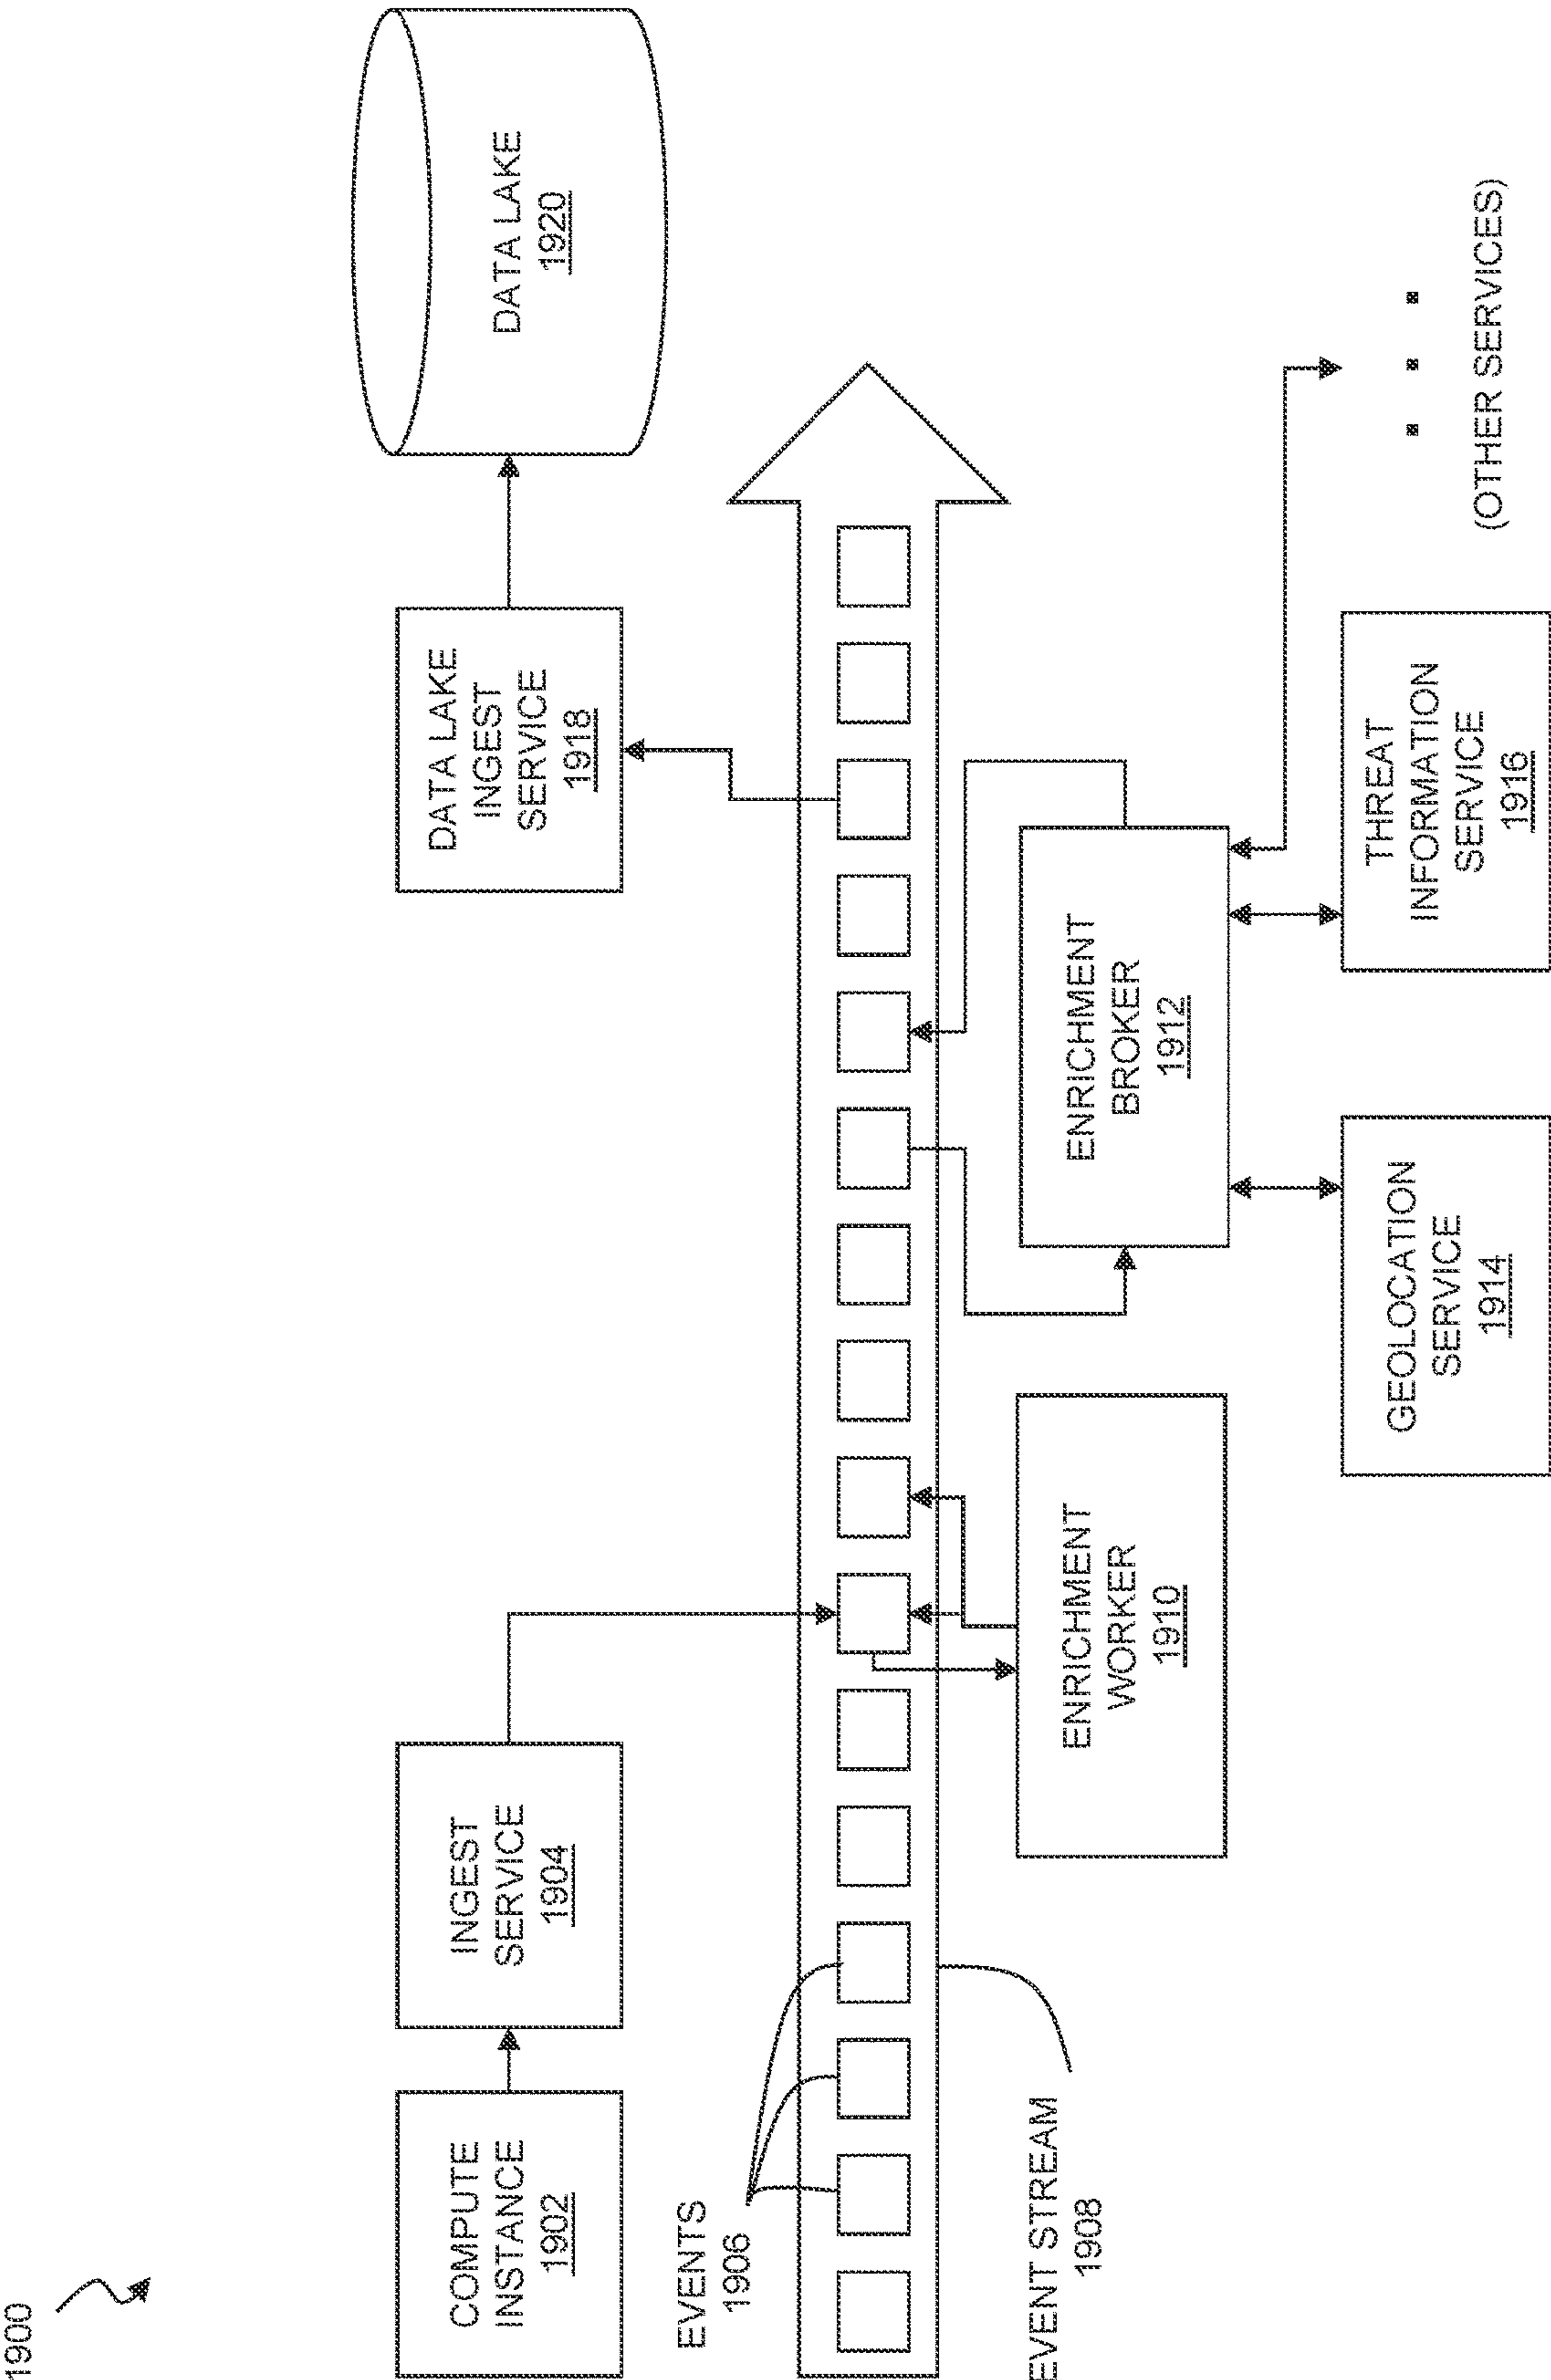 1900
COMPUTE
INSTANCE
1902
INGEST
SERVICE
1904
DATA LAKE
INGEST
SERVICE
1918
DATA LAKE
1920
EVENTS
1906
EVENT STREAM
1908
ENRICHMENT
WORKER
1910
ENRICHMENT
BROKER
1912
GEOLOCATION
SERVICE
1914
THREAT
INFORMATION
SERVICE
1916
(OTHER SERVICES)